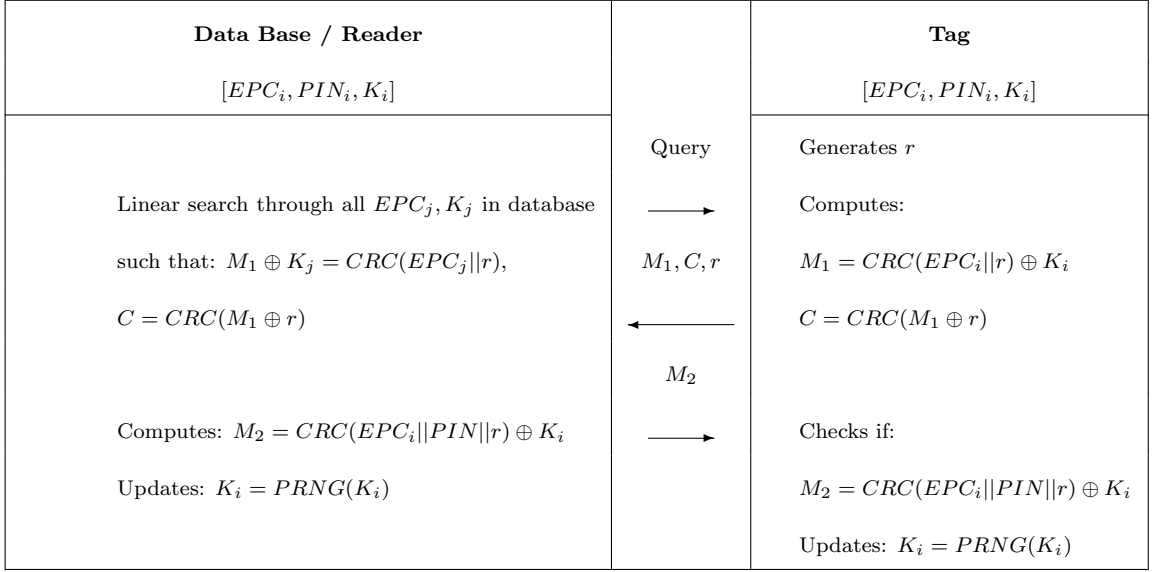 Data Base / Reader
Tag
[EPC_i, PIN_i, K_i]
[EPC_i, PIN_i, K_i]
Query
Generates r
Linear search through all EPC_j, K_j in database
Computes:
such that: M_1 ⊕ K_j = CRC(EPC_j||r),
M_1, C, r
M_1 = CRC(EPC_i||r) ⊕ K_i
C = CRC(M_1 ⊕ r)
C = CRC(M_1 ⊕ r)
M_2
Computes: M_2 = CRC(EPC_i||PIN||r) ⊕ K_i
Checks if:
Updates: K_i = PRNG(K_i)
M_2 = CRC(EPC_i||PIN||r) ⊕ K_i
Updates: K_i = PRNG(K_i)